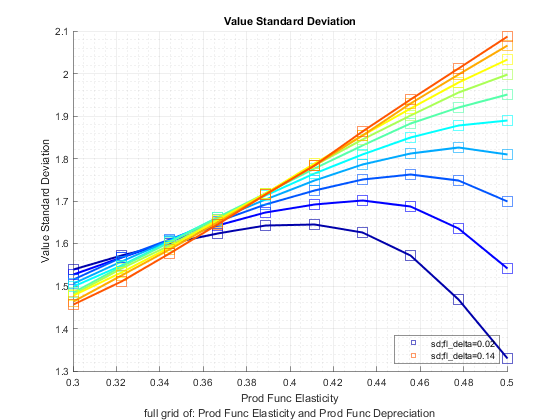 Value Standard Deviation
2.1
2
1.9
1.8
1.7
1.6
1.5
1.4
1.3
Value Standard Deviation
sd;fl_delta=0.02
sd;fl_delta=0.14
0.3 0.32 0.34 0.36 0.38 0.4 0.42 0.44 0.46 0.48 0.5
Prod Func Elasticity
full grid of: Prod Func Elasticity and Prod Func Depreciation